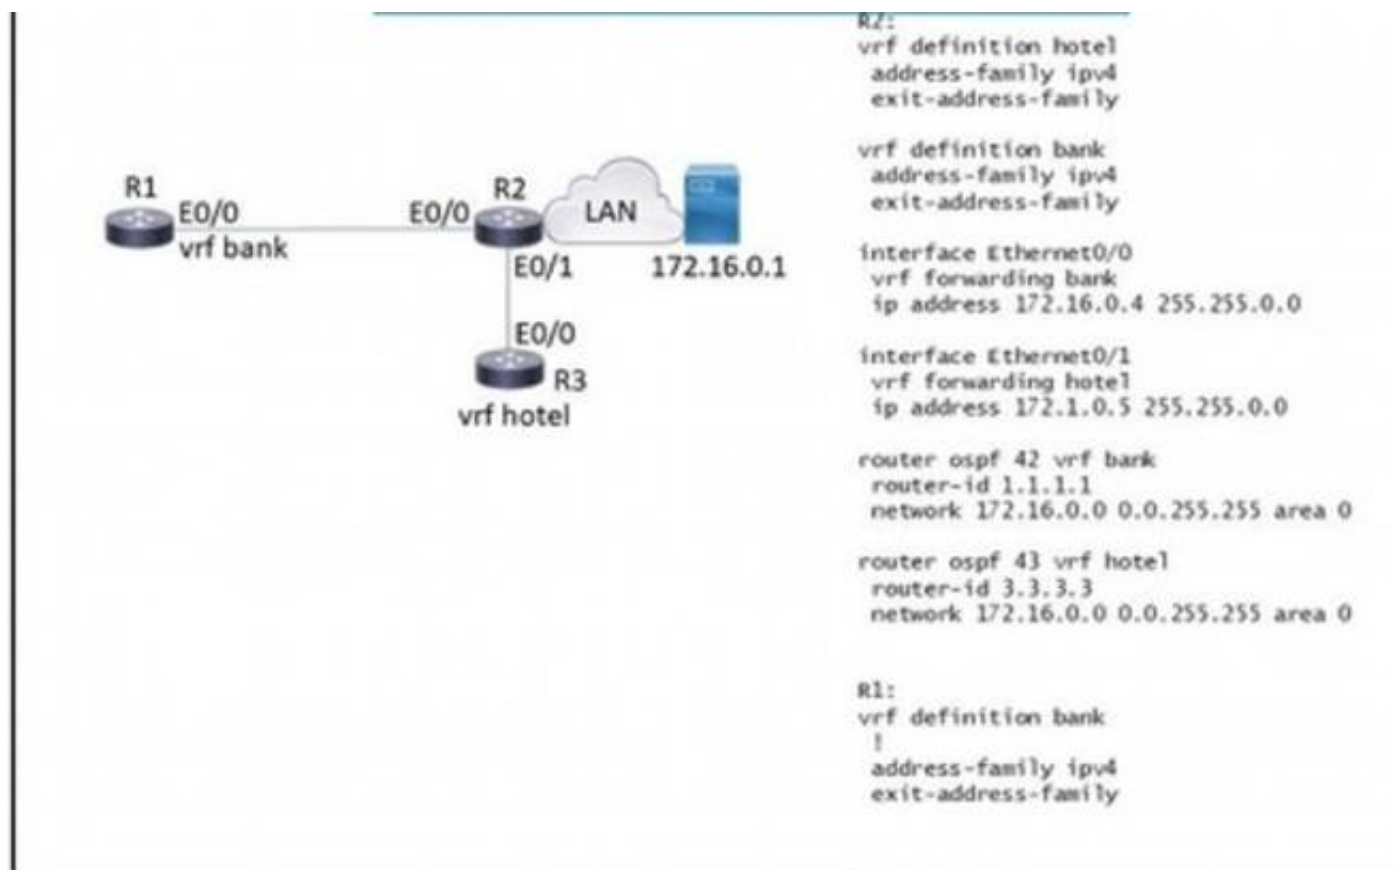 R1
E0/0
vrf bank
E0/0
R2
LAN
E0/1
172.16.0.1
E0/0
R3
vrf hotel
R2:
vrf definition hotel
address-family ipv4
exit-address-family
vrf definition bank
address-family ipv4
exit-address-family
interface Ethernet0/0
vrf forwarding bank
ip address 172.16.0.4 255.255.0.0
interface Ethernet0/1
vrf forwarding hotel
ip address 172.1.0.5 255.255.0.0
router ospf 42 vrf bank
router-id 1.1.1.1
network 172.16.0.0 0.0.255.255 area 0
router ospf 43 vrf hotel
router-id 3.3.3.3
network 172.16.0.0 0.0.255.255 area 0
R1:
vrf definition bank
!
address-family ipv4
exit-address-family